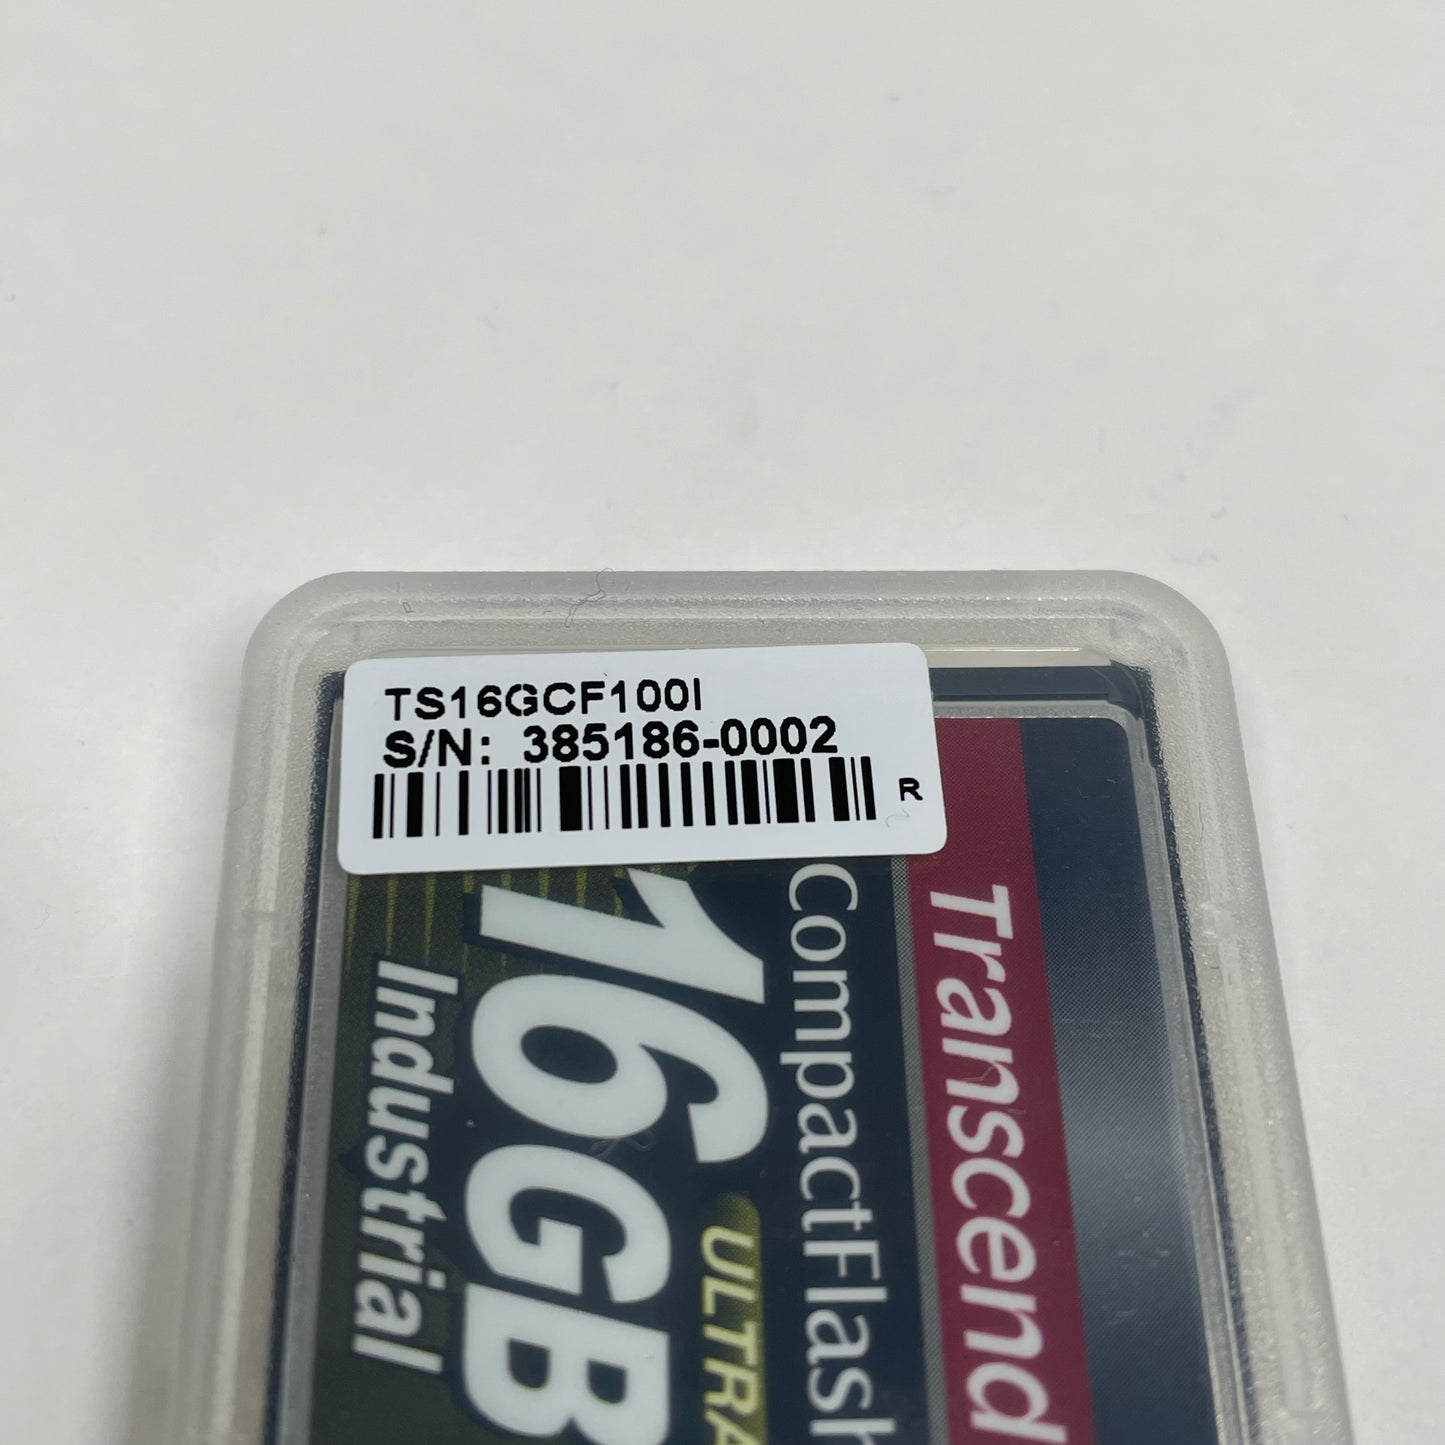 TS16GCF100I
S/N: 385186-0002
R
Transcend
CompactFlash
ULTRA
16GB
Industrial